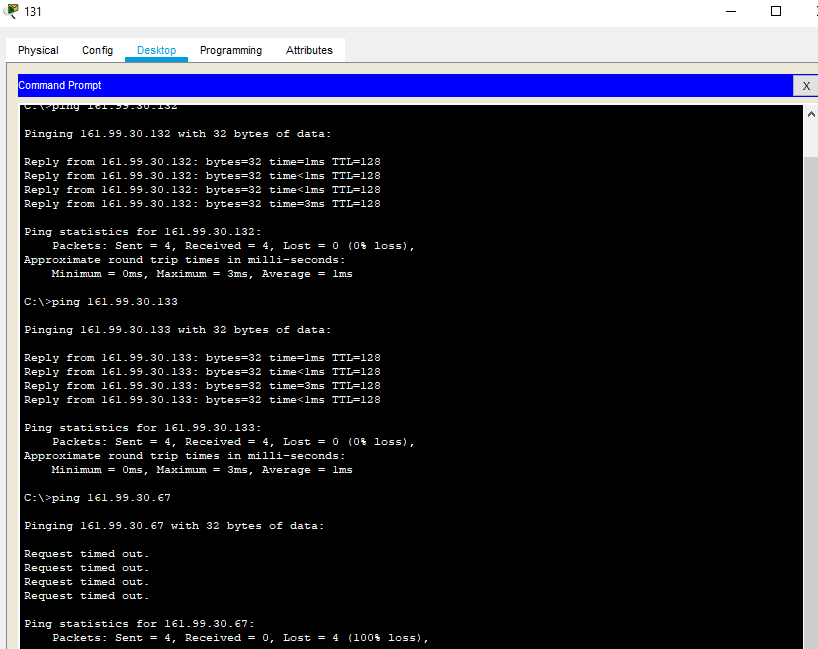 131
Physical Config Desktop Programming Attributes
Command Prompt X
C:\>ping 161.99.30.132
Pinging 161.99.30.132 with 32 bytes of data:
Reply from 161.99.30.132: bytes=32 time=1ms TTL=128
Reply from 161.99.30.132: bytes=32 time<1ms TTL=128
Reply from 161.99.30.132: bytes=32 time<1ms TTL=128
Reply from 161.99.30.132: bytes=32 time=3ms TTL=128
Ping statistics for 161.99.30.132:
Packets: Sent = 4, Received = 4, Lost = 0 (0% loss),
Approximate round trip times in milli-seconds:
Minimum = 0ms, Maximum = 3ms, Average = 1ms
C:\>ping 161.99.30.133
Pinging 161.99.30.133 with 32 bytes of data:
Reply from 161.99.30.133: bytes=32 time=1ms TTL=128
Reply from 161.99.30.133: bytes=32 time<1ms TTL=128
Reply from 161.99.30.133: bytes=32 time=3ms TTL=128
Reply from 161.99.30.133: bytes=32 time<1ms TTL=128
Ping statistics for 161.99.30.133:
Packets: Sent = 4, Received = 4, Lost = 0 (0% loss),
Approximate round trip times in milli-seconds:
Minimum = 0ms, Maximum = 3ms, Average = 1ms
C:\>ping 161.99.30.67
Pinging 161.99.30.67 with 32 bytes of data:
Request timed out.
Request timed out.
Request timed out.
Request timed out.
Ping statistics for 161.99.30.67:
Packets: Sent = 4, Received = 0, Lost = 4 (100% loss),